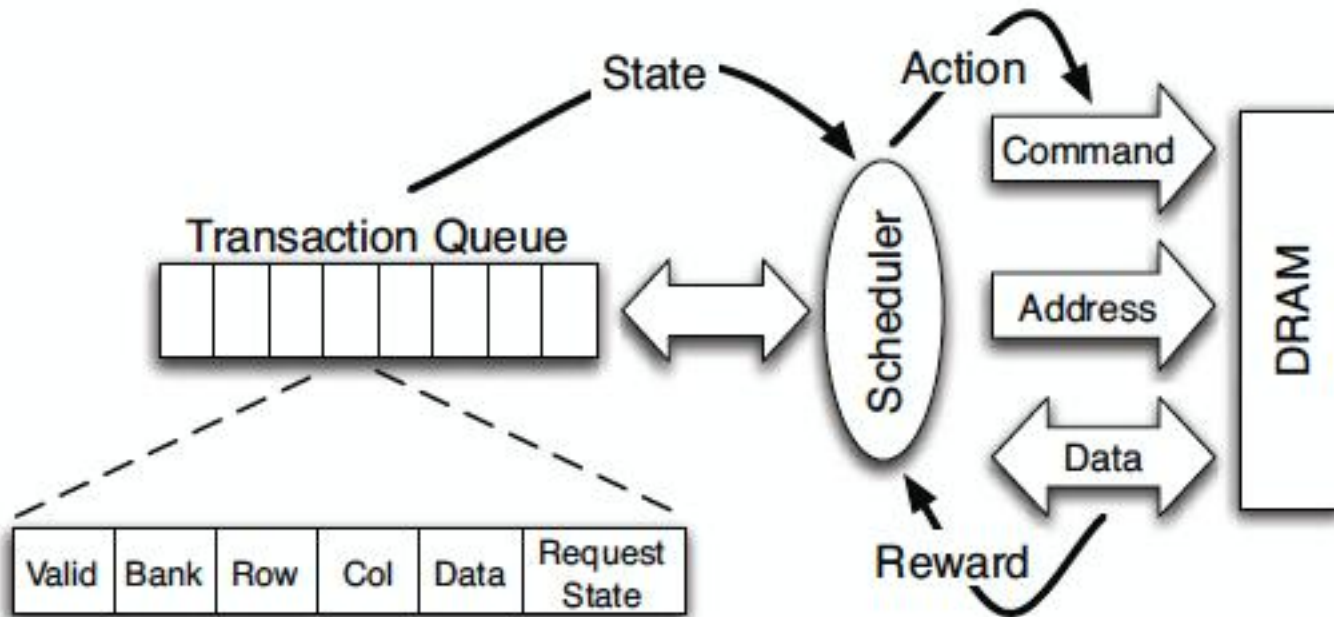 State
Action
Command
Transaction Queue
Scheduler
Address
DRAM
Data
Reward
Valid
Bank
Row
Col
Data
Request
State